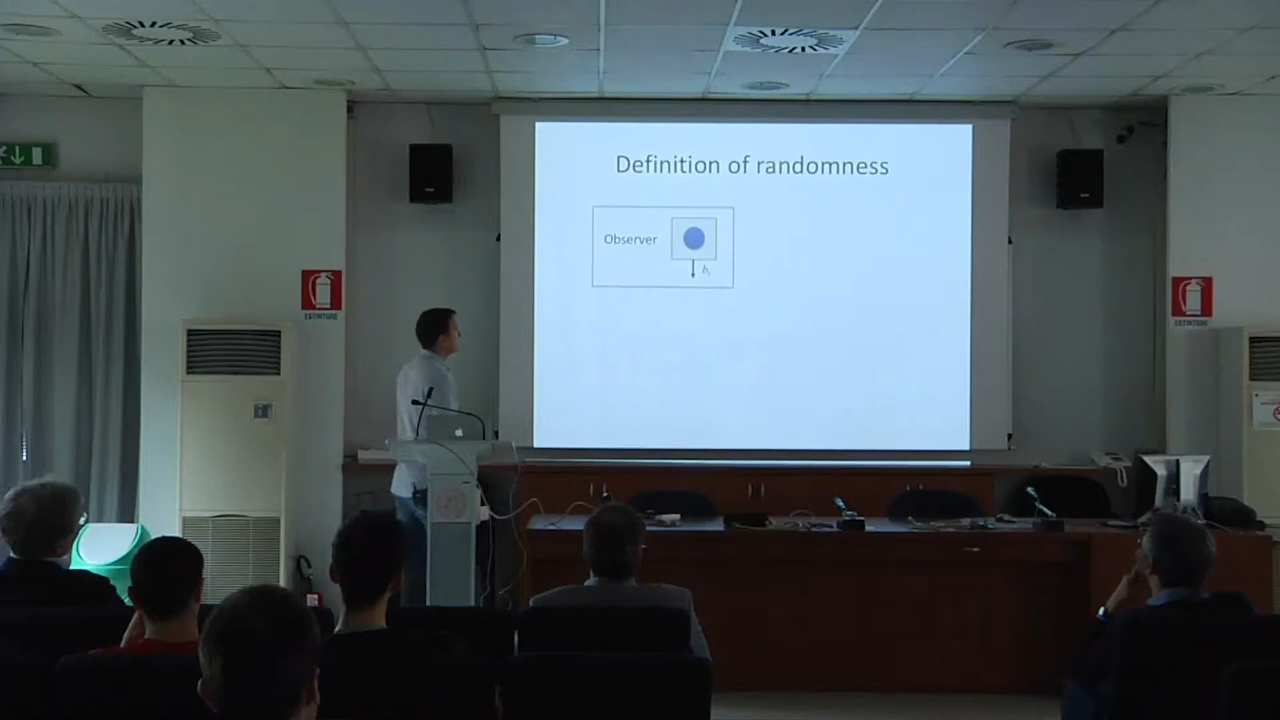 Definition of randomness
Observer
b
ESTINTORE
ESTINTORE